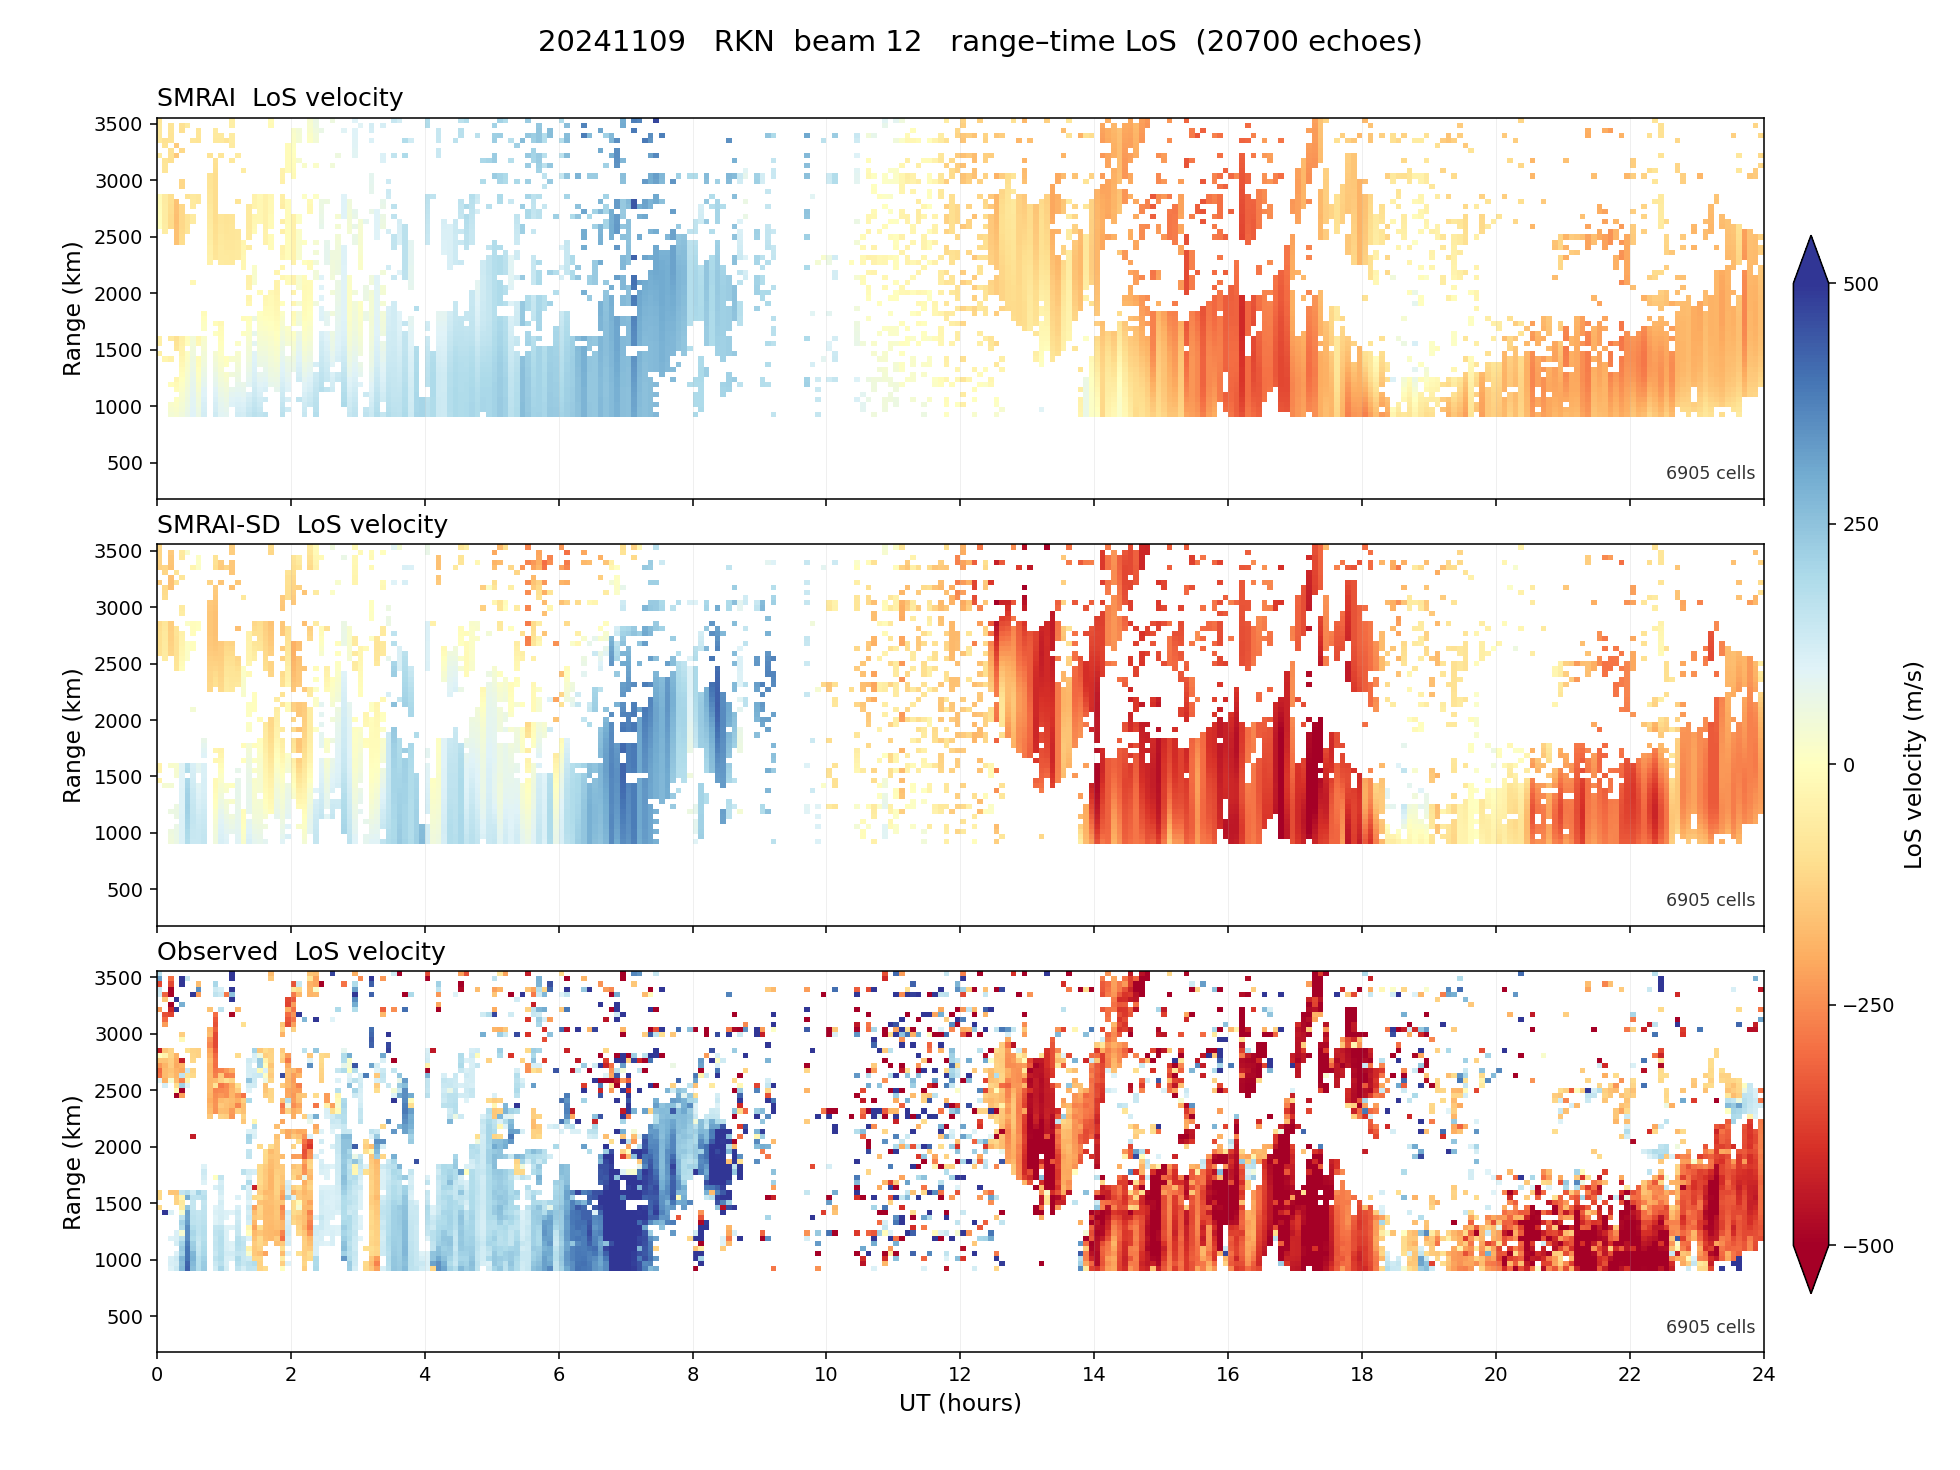 20241109   RKN  beam 12   range–time LoS  (20700 echoes)
SMRAI  LoS velocity
3500
3000
2500
2000
1500
1000
500
Range (km)
6905 cells
SMRAI-SD  LoS velocity
3500
3000
2500
2000
1500
1000
500
Range (km)
6905 cells
Observed  LoS velocity
3500
3000
2500
2000
1500
1000
500
Range (km)
6905 cells
0 2 4 6 8 10 12 14 16 18 20 22 24
UT (hours)
500
250
0
−250
−500
LoS velocity (m/s)